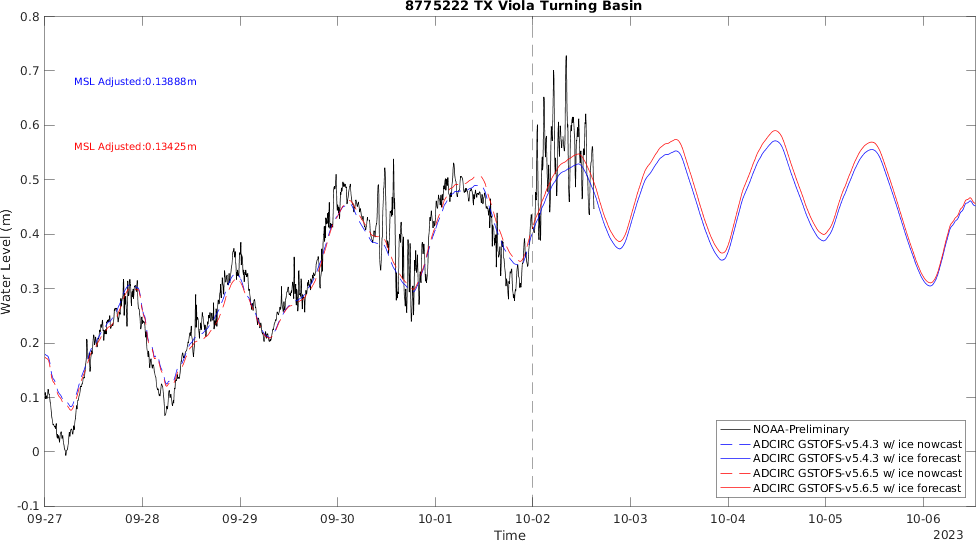 8775222 TX Viola Turning Basin
0.8
0.7
0.6
0.5
0.4
0.3
0.2
0.1
0
-0.1
Water Level (m)
MSL Adjusted:0.13888m
MSL Adjusted:0.13425m
NOAA-Preliminary
ADCIRC GSTOFS-v5.4.3 w/ ice nowcast
ADCIRC GSTOFS-v5.4.3 w/ ice forecast
ADCIRC GSTOFS-v5.6.5 w/ ice nowcast
ADCIRC GSTOFS-v5.6.5 w/ ice forecast
09-27 09-28 09-29 09-30 10-01 10-02 10-03 10-04 10-05 10-06
Time
2023